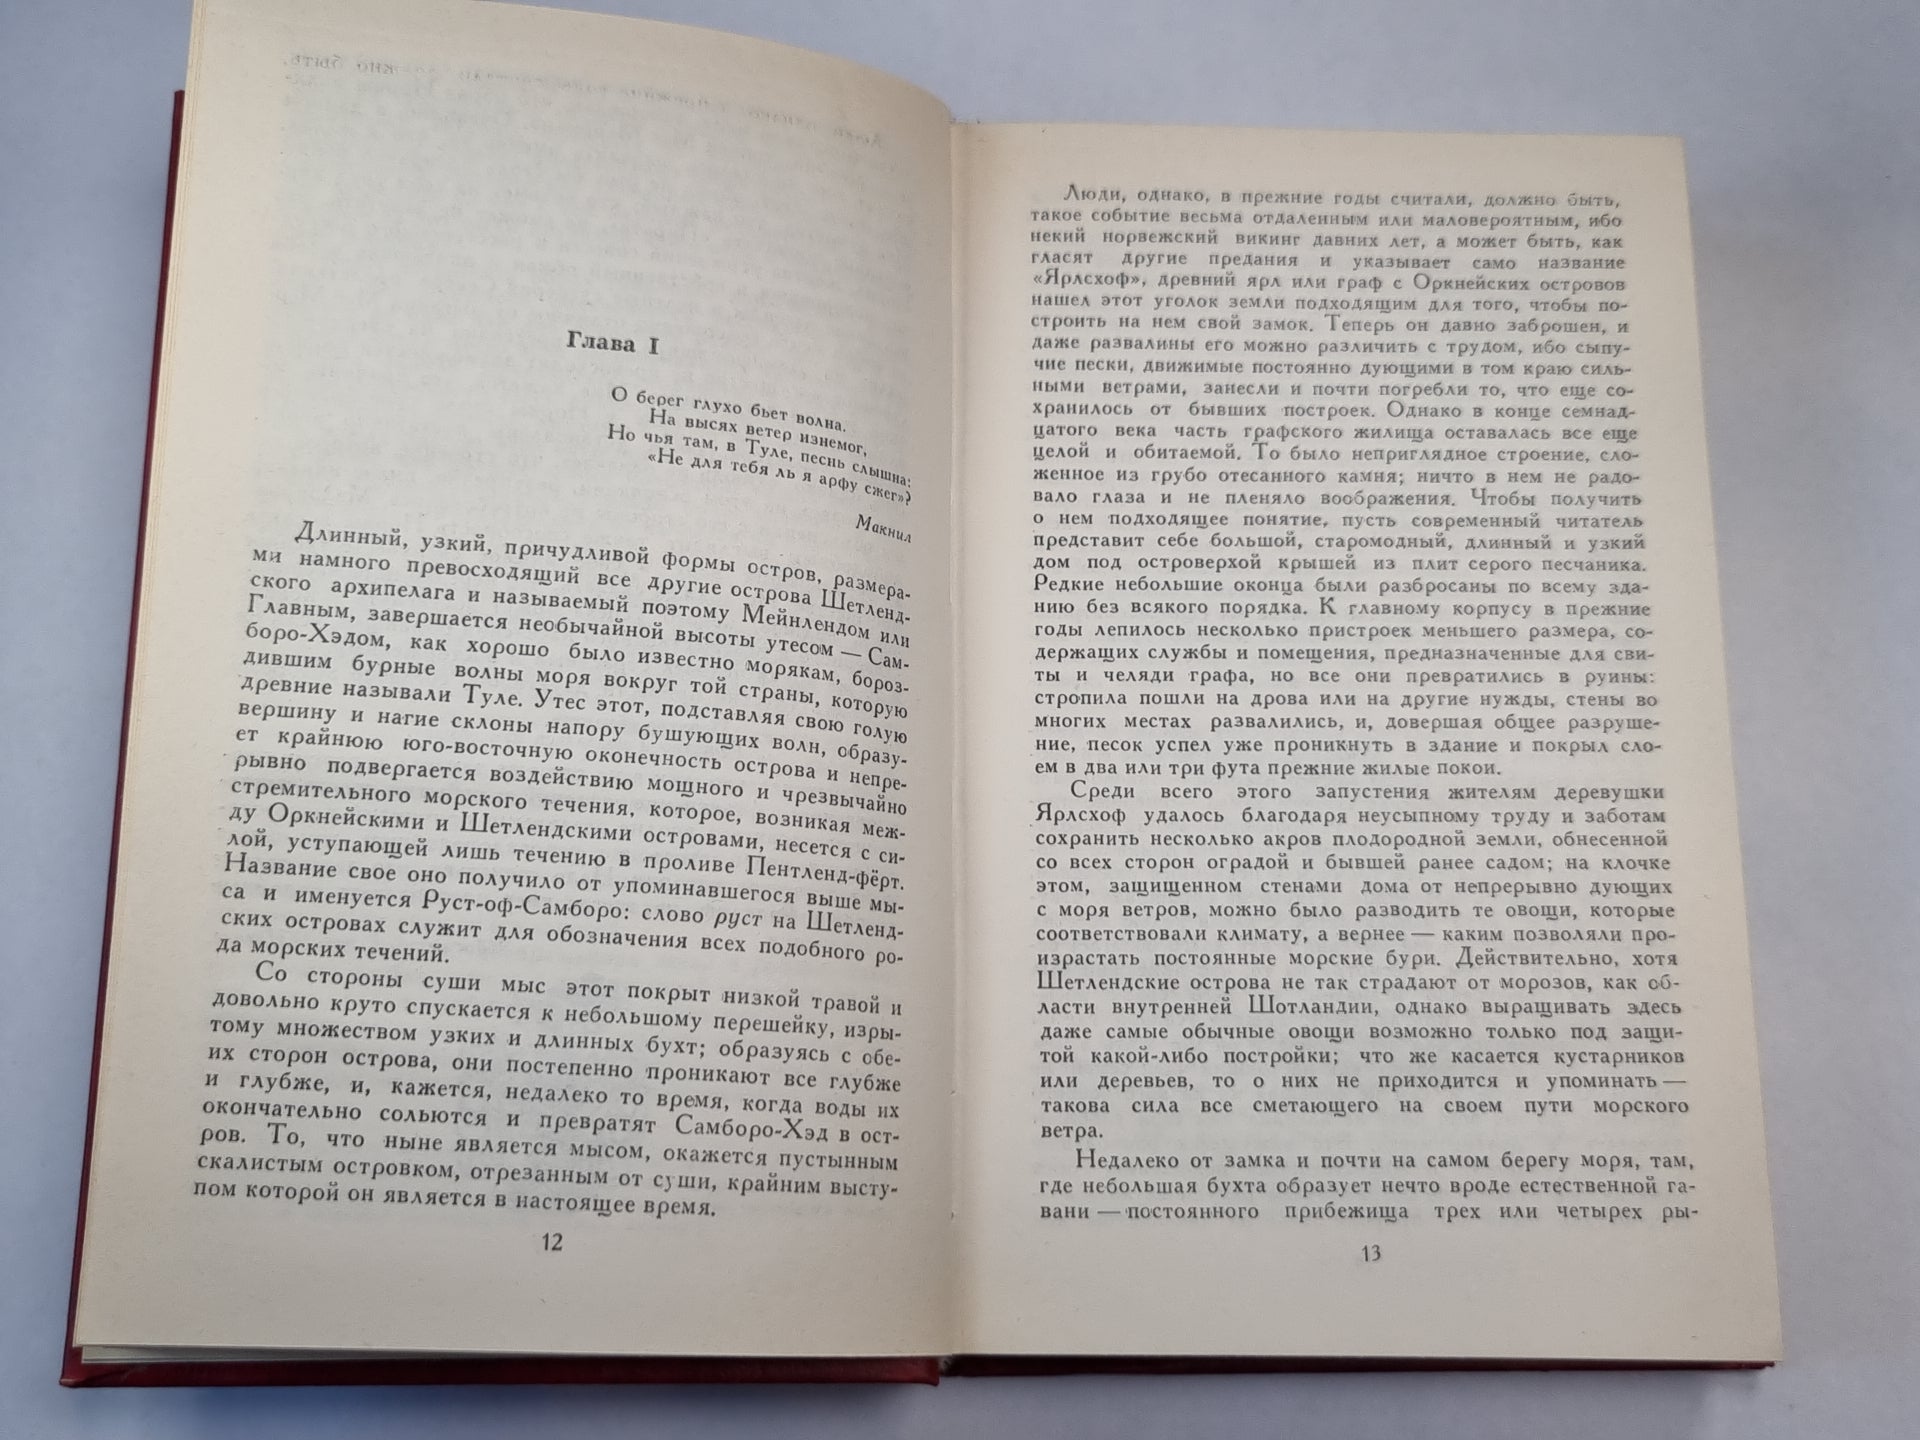 Глава I
О берег глухо бьет волна.
На высях ветер изнемог,
Но чья там, в Туле, песнь слышна:
«Не для тебя ль я арфу сжег»?
Макнил
Длинный, узкий, причудливой формы остров, размера-
ми намного превосходящий все другие острова Шетленд-
ского архипелага и называемый поэтому Мейнлендом или
Главным, завершается необычайной высоты утесом — Сам-
боро-Хэдом, как хорошо было известно морякам, бороз-
дившим бурные волны моря вокруг той страны, которую
древние называли Туле. Утес этот, подставляя свою голую
вершину и нагие склоны напору бушующих волн, образу-
ет крайнюю юго-восточную оконечность острова и непре-
рывно подвергается воздействию мощного и чрезвычайно
стремительного морского течения, которое, возникая меж-
ду Оркнейскими и Шетлендскими островами, несется с си-
лой, уступающей лишь течению в проливе Пентленд-фёрт.
Название свое оно получило от упоминавшегося выше мы-
са и именуется Руст-оф-Самборо: слово руст на Шетленд-
ских островах служит для обозначения всех подобного ро-
да морских течений.
Со стороны суши мыс этот покрыт низкой травой и
довольно круто спускается к небольшому перешейку, изры-
тому множеством узких и длинных бухт; образуясь с обе-
их сторон острова, они постепенно проникают все глубже
и глубже, и, кажется, недалеко то время, когда воды их
окончательно сольются и превратят Самборо-Хэд в ост-
ров. То, что ныне является мысом, окажется пустынным
скалистым островком, отрезанным от суши, крайним высту-
пом которой он является в настоящее время.
12
Люди, однако, в прежние годы считали, должно быть,
такое событие весьма отдаленным или маловероятным, ибо
некий норвежский викинг давних лет, а может быть, как
гласят другие предания и указывает само название
«Ярлсхоф», древний ярл или граф с Оркнейских островов
нашел этот уголок земли подходящим для того, чтобы по-
строить на нем свой замок. Теперь он давно заброшен, и
даже развалины его можно различить с трудом, ибо сыпу-
чие пески, движимые постоянно дующими в том краю силь-
ными ветрами, занесли и почти погребли то, что еще со-
хранилось от бывших построек. Однако в конце семнад-
цатого века часть графского жилища оставалась все еще
целой и обитаемой. То было неприглядное строение, сло-
женное из грубо отесанного камня; ничто в нем не радо-
вало глаза и не пленяло воображения. Чтобы получить
о нем подходящее понятие, пусть современный читатель
представит себе большой, старомодный, длинный и узкий
дом под островерхой крышей из плит серого песчаника.
Редкие небольшие оконца были разбросаны по всему зда-
нию без всякого порядка. К главному корпусу в прежние
годы лепилось несколько пристроек меньшего размера, со-
держащих службы и помещения, предназначенные для сви-
ты и челяди графа, но все они превратились в руины:
стропила пошли на дрова или на другие нужды, стены во
многих местах развалились, и, довершая общее разруше-
ние, песок успел уже проникнуть в здание и покрыл сло-
ем в два или три фута прежние жилые покои.
Среди всего этого запустения жителям деревушки
Ярлсхоф удалось благодаря неусыпному труду и заботам
сохранить несколько акров плодородной земли, обнесенной
со всех сторон оградой и бывшей ранее садом; на клочке
этом, защищенном стенами дома от непрерывно дующих
с моря ветров, можно было разводить те овощи, которые
соответствовали климату, а вернее — каким позволяли про-
израстать постоянные морские бури. Действительно, хотя
Шетлендские острова не так страдают от морозов, как об-
ласти внутренней Шотландии, однако выращивать здесь
даже самые обычные овощи возможно только под защи-
той какой-либо постройки; что же касается кустарников
или деревьев, то о них не приходится и упоминать —
такова сила все сметающего на своем пути морского
ветра.
Недалеко от замка и почти на самом берегу моря, там,
где небольшая бухта образует нечто вроде естественной га-
вани — постоянного прибежища трех или четырех ры-
13